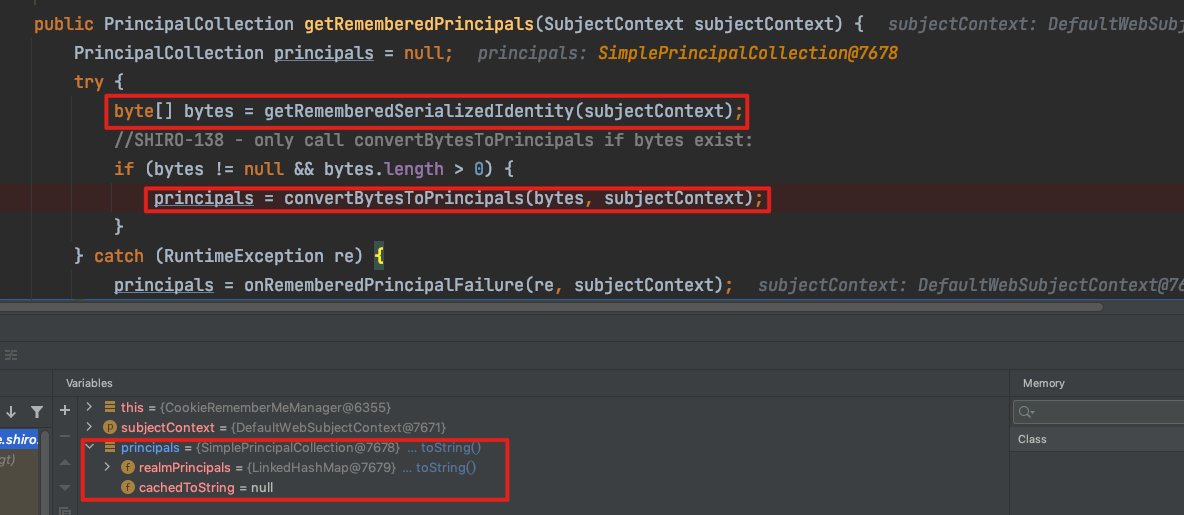 public PrincipalCollection getRememberedPrincipals(SubjectContext subjectContext) { subjectContext: DefaultWebSubj
PrincipalCollection principals = null; principals: SimplePrincipalCollection@7678
try {
byte[] bytes = getRememberedSerializedIdentity(subjectContext);
//SHIRO-138 - only call convertBytesToPrincipals if bytes exist:
if (bytes != null && bytes.length > 0) {
principals = convertBytesToPrincipals(bytes, subjectContext);
}
} catch (RuntimeException re) {
principals = onRememberedPrincipalFailure(re, subjectContext); subjectContext: DefaultWebSubjectContext@76
Variables
Memory
this = {CookieRememberMeManager@6355}
p subjectContext = {DefaultWebSubjectContext@7671}
e.shiro.
principals = {SimplePrincipalCollection@7678} ... toString()
Class
gt)
f realmPrincipals = {LinkedHashMap@7679} ... toString()
f cachedToString = null